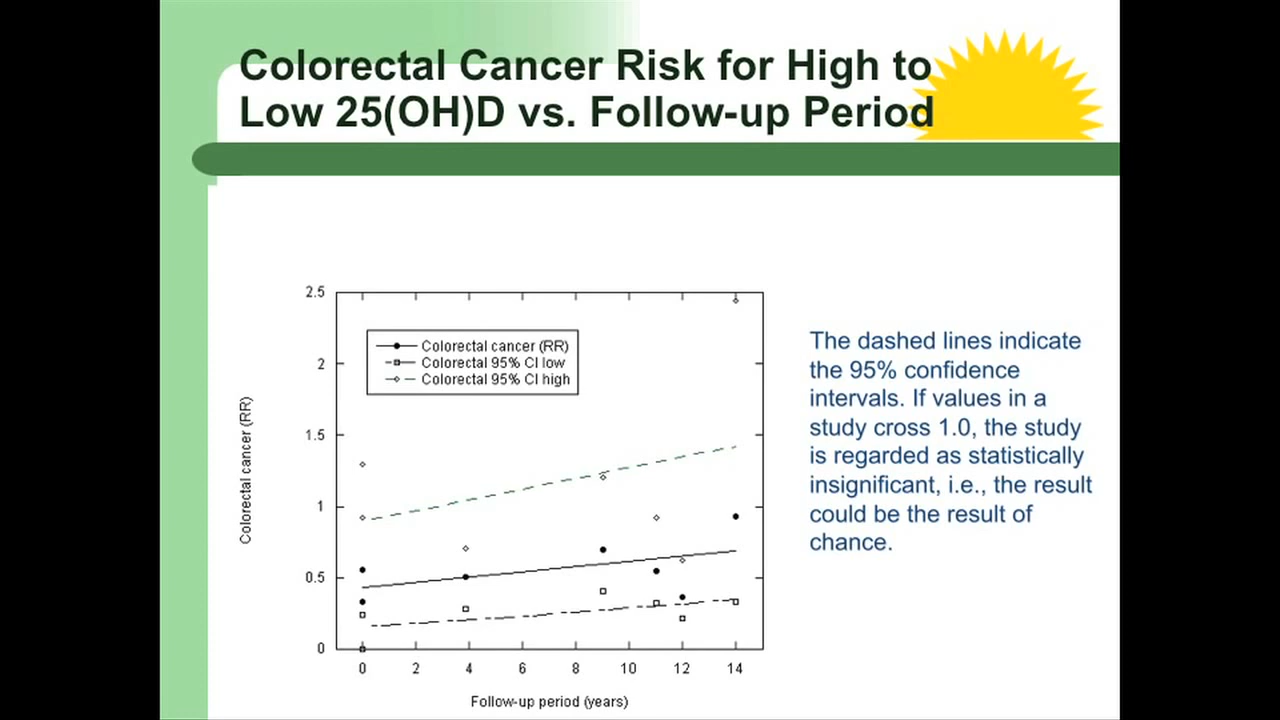 Colorectal Cancer Risk for High to
Low 25(OH)D vs. Follow-up Period
2.5
2
1.5
1
0.5
0
Colorectal cancer (RR)
Colorectal cancer (RR)
Colorectal 95% CI low
Colorectal 95% CI high
0 2 4 6 8 10 12 14
Follow-up period (years)
The dashed lines indicate
the 95% confidence
intervals. If values in a
study cross 1.0, the study
is regarded as statistically
insignificant, i.e., the result
could be the result of
chance.